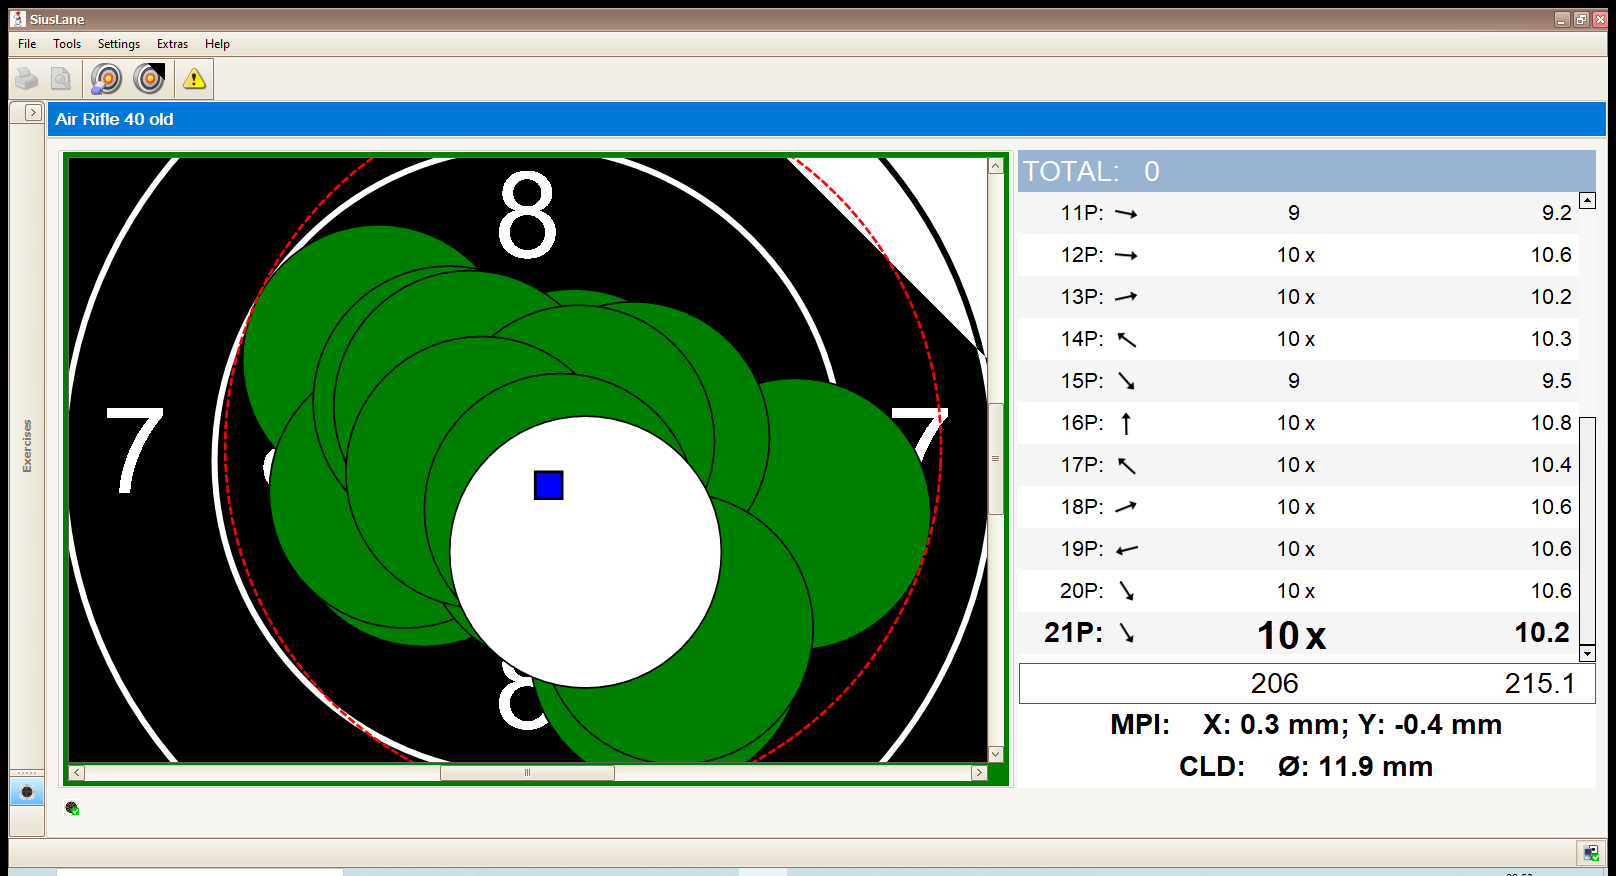 SiusLane
File Tools Settings Extras Help
Air Rifle 40 old
Exercises
8
7 7
8
TOTAL: 0
11P: 9 9.2
12P: 10 x 10.6
13P: 10 x 10.2
14P: 10 x 10.3
15P: 9 9.5
16P: 10 x 10.8
17P: 10 x 10.4
18P: 10 x 10.6
19P: 10 x 10.6
20P: 10 x 10.6
21P: 10 x 10.2
206 215.1
MPI: X: 0.3 mm; Y: -0.4 mm
CLD: Ø: 11.9 mm